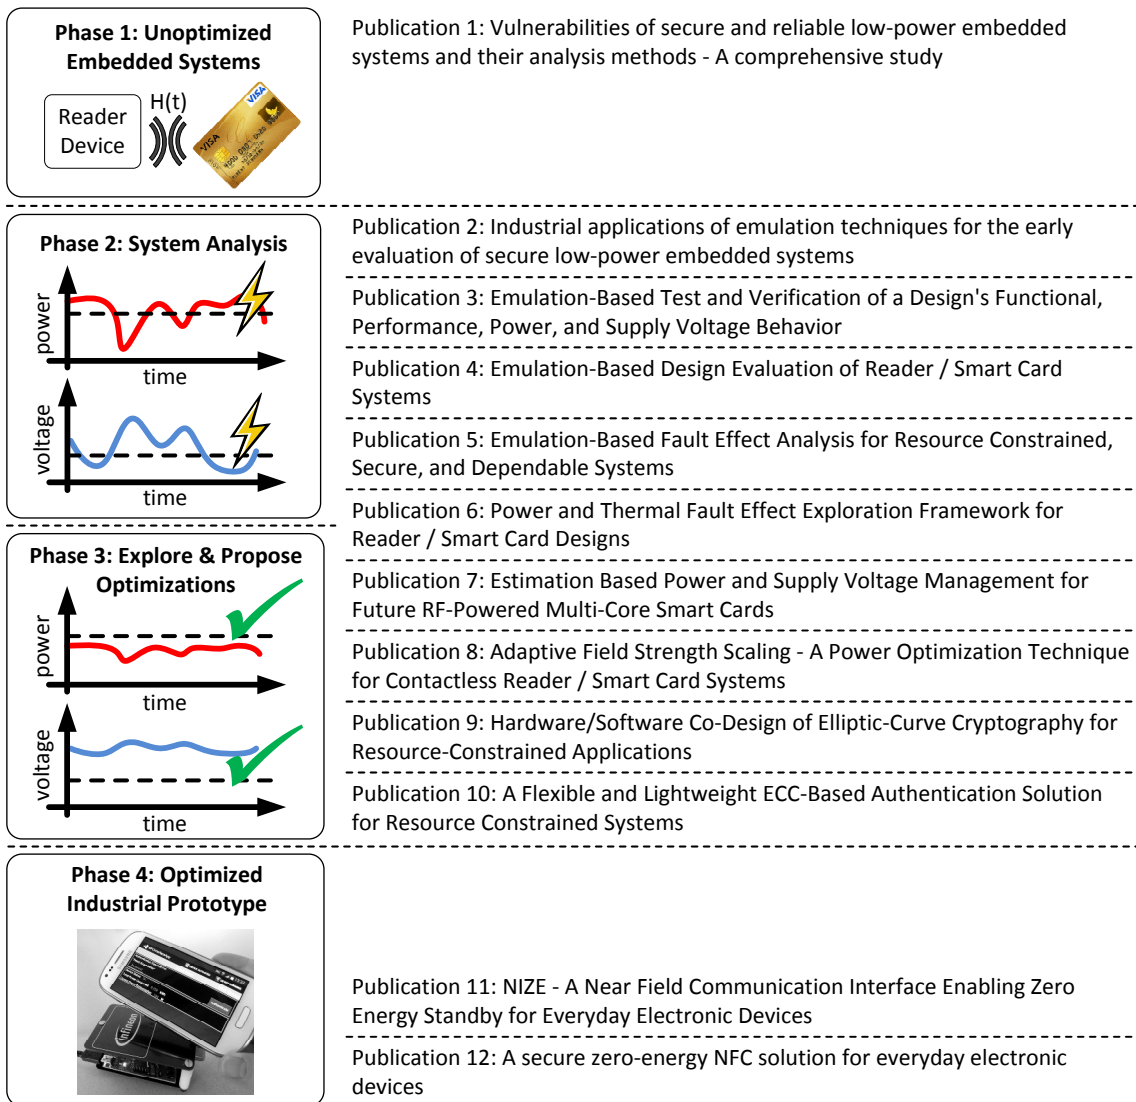 Phase 1: Unoptimized
Embedded Systems
Reader
Device
H(t)
VISA
VISA
Publication 1: Vulnerabilities of secure and reliable low-power embedded
systems and their analysis methods - A comprehensive study
Phase 2: System Analysis
power
time
voltage
time
Publication 2: Industrial applications of emulation techniques for the early
evaluation of secure low-power embedded systems
Publication 3: Emulation-Based Test and Verification of a Design's Functional,
Performance, Power, and Supply Voltage Behavior
Publication 4: Emulation-Based Design Evaluation of Reader / Smart Card
Systems
Publication 5: Emulation-Based Fault Effect Analysis for Resource Constrained,
Secure, and Dependable Systems
Publication 6: Power and Thermal Fault Effect Exploration Framework for
Reader / Smart Card Designs
Phase 3: Explore & Propose
Optimizations
power
time
voltage
time
Publication 7: Estimation Based Power and Supply Voltage Management for
Future RF-Powered Multi-Core Smart Cards
Publication 8: Adaptive Field Strength Scaling - A Power Optimization Technique
for Contactless Reader / Smart Card Systems
Publication 9: Hardware/Software Co-Design of Elliptic-Curve Cryptography for
Resource-Constrained Applications
Publication 10: A Flexible and Lightweight ECC-Based Authentication Solution
for Resource Constrained Systems
Phase 4: Optimized
Industrial Prototype
Infineon
Publication 11: NIZE - A Near Field Communication Interface Enabling Zero
Energy Standby for Everyday Electronic Devices
Publication 12: A secure zero-energy NFC solution for everyday electronic
devices